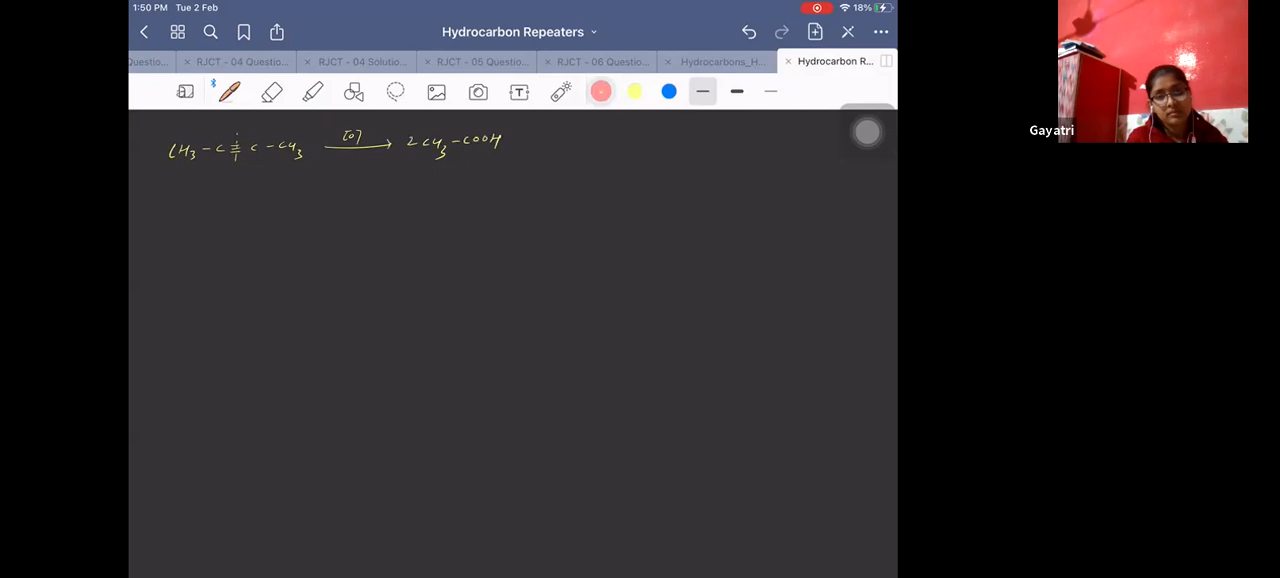 1:50 PM Tue 2 Feb
18%
Hydrocarbon Repeaters
Questio... RJCT - 04 Questio... RJCT - 04 Solutio... RJCT - 05 Questio... RJCT - 06 Questio... Hydrocarbons_H... Hydrocarbon R...
T
CH3 - C ≡ C - CH3 [O] → 2CH3 - COOH
Gayatri